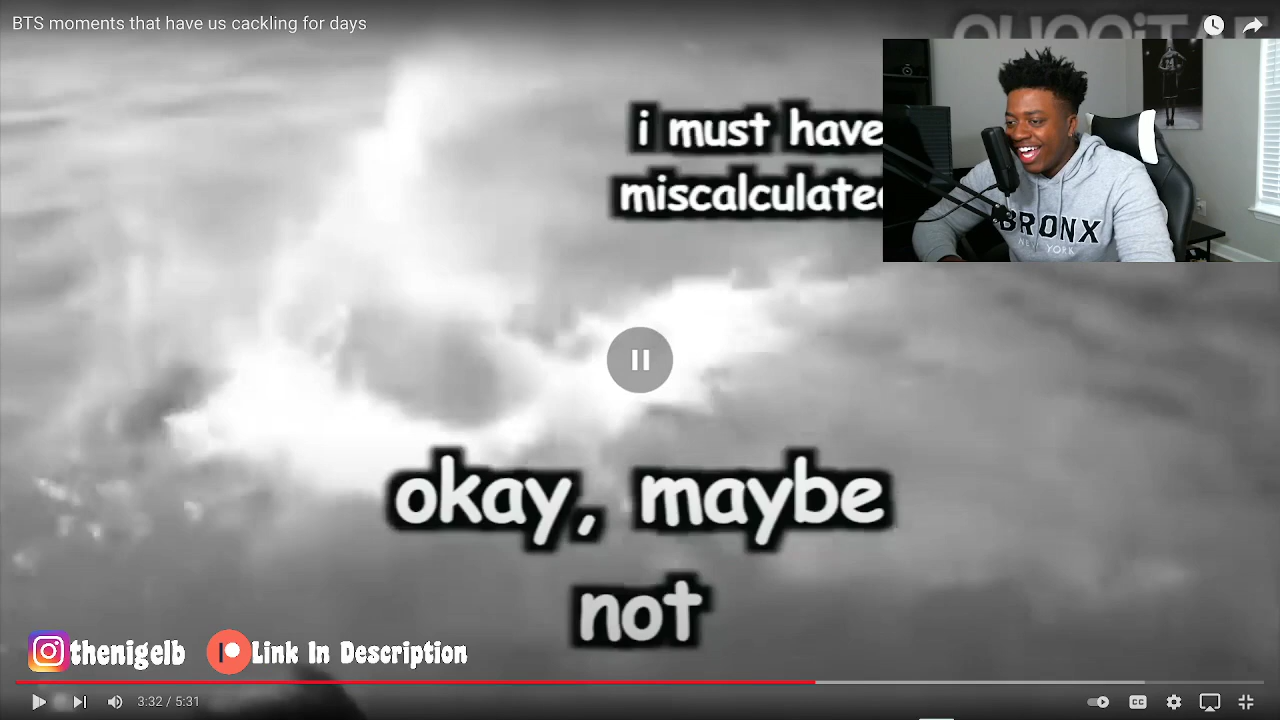 BTS moments that have us cackling for days
i must have
miscalculated
BRONX
NEW YORK
okay, maybe
not
thenigelb
Link In Description
3:32 / 5:31
CC